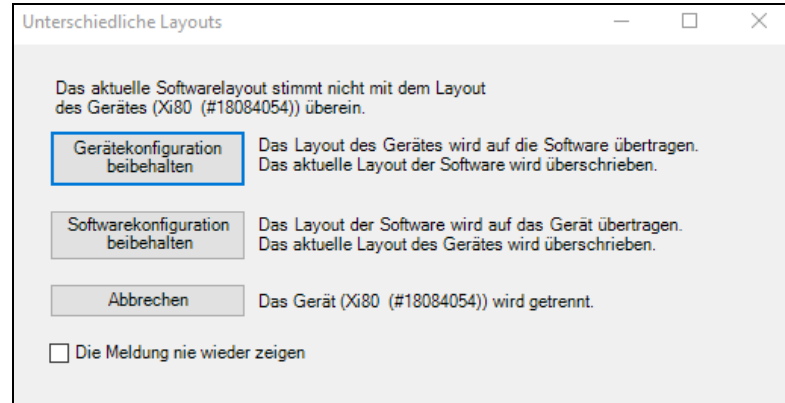 Unterschiedliche Layouts
Das aktuelle Softwarelayout stimmt nicht mit dem Layout
des Gerätes (Xi80 (#18084054)) überein.
Gerätekonfiguration
beibehalten
Das Layout des Gerätes wird auf die Software übertragen.
Das aktuelle Layout der Software wird überschrieben.
Softwarekonfiguration
beibehalten
Das Layout der Software wird auf das Gerät übertragen.
Das aktuelle Layout des Gerätes wird überschrieben.
Abbrechen
Das Gerät (Xi80 (#18084054)) wird getrennt.
Die Meldung nie wieder zeigen